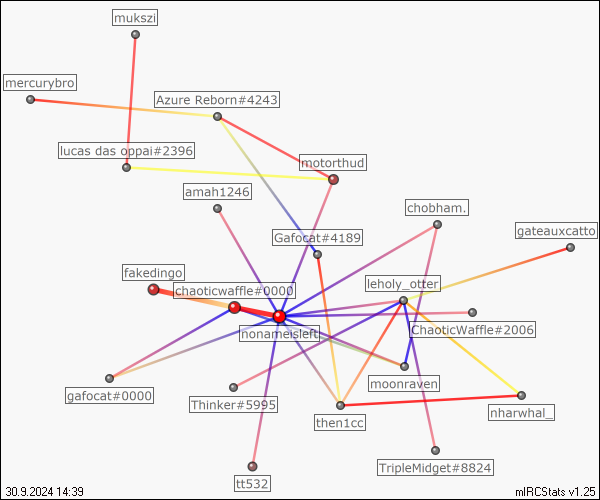 mukszi
mercurybro
Azure Reborn#4243
lucas das oppai#2396
motorthud
amah1246
chobham.
gateauxcatto
Gafocat#4189
fakedingo
leholy_otter
chaoticwaffle#0000
ChaoticWaffle#2006
nonameisleft
moonraven
gafocat#0000
Thinker#5995
nharwhal_
then1cc
TripleMidget#8824
tt532
30.9.2024 14:39
mIRCStats v1.25